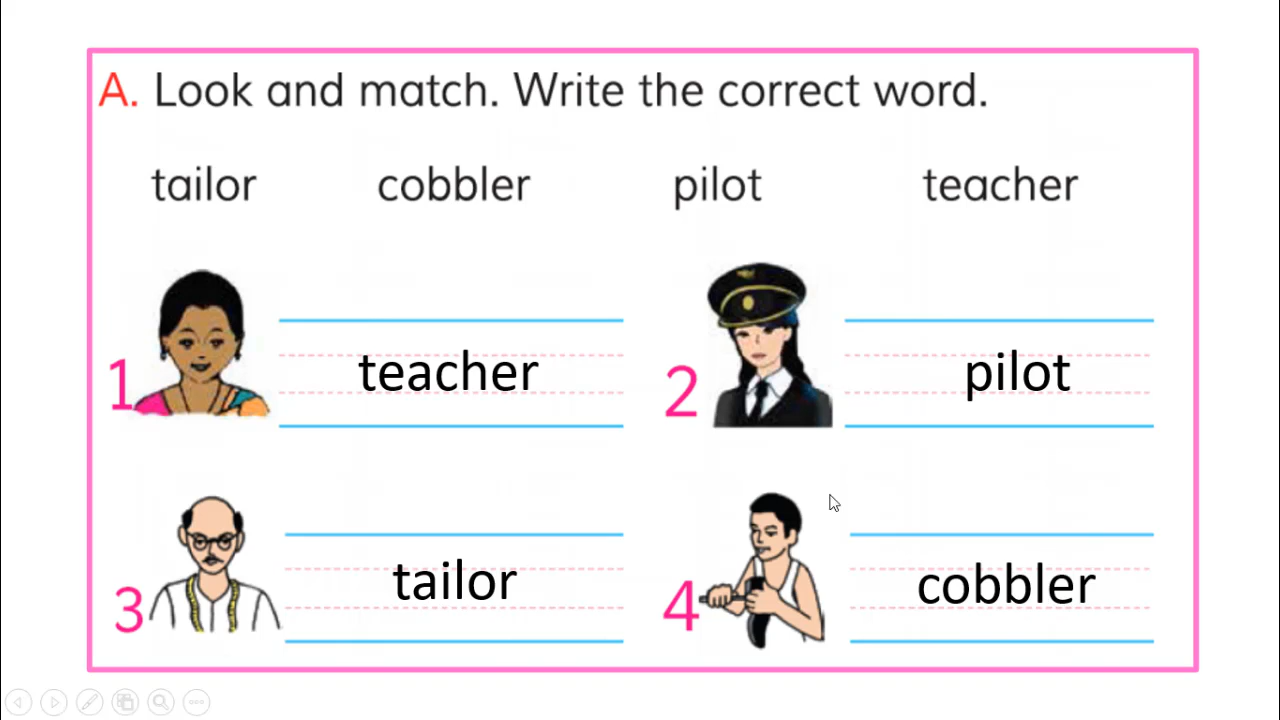 A. Look and match. Write the correct word.
tailor cobbler pilot teacher
1 teacher
2 pilot
3 tailor
4 cobbler